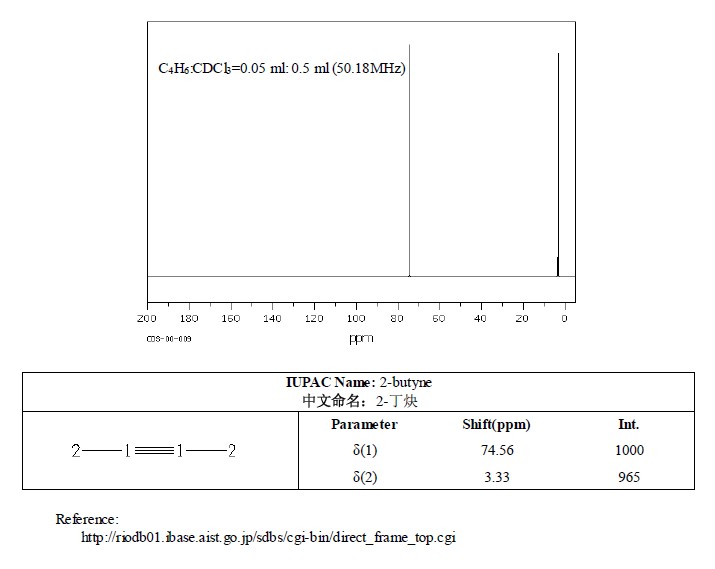 C4H6:CDCl3=0.05 ml: 0.5 ml (50.18MHz)
200 180 160 140 120 100 80 60 40 20 0
CDS-00-009
ppm
IUPAC Name: 2-butyne
中文命名：2-丁炔
2 1 1 2
Parameter Shift(ppm) Int.
δ(1) 74.56 1000
δ(2) 3.33 965
Reference:
http://riodb01.ibase.aist.go.jp/sdbs/cgi-bin/direct_frame_top.cgi